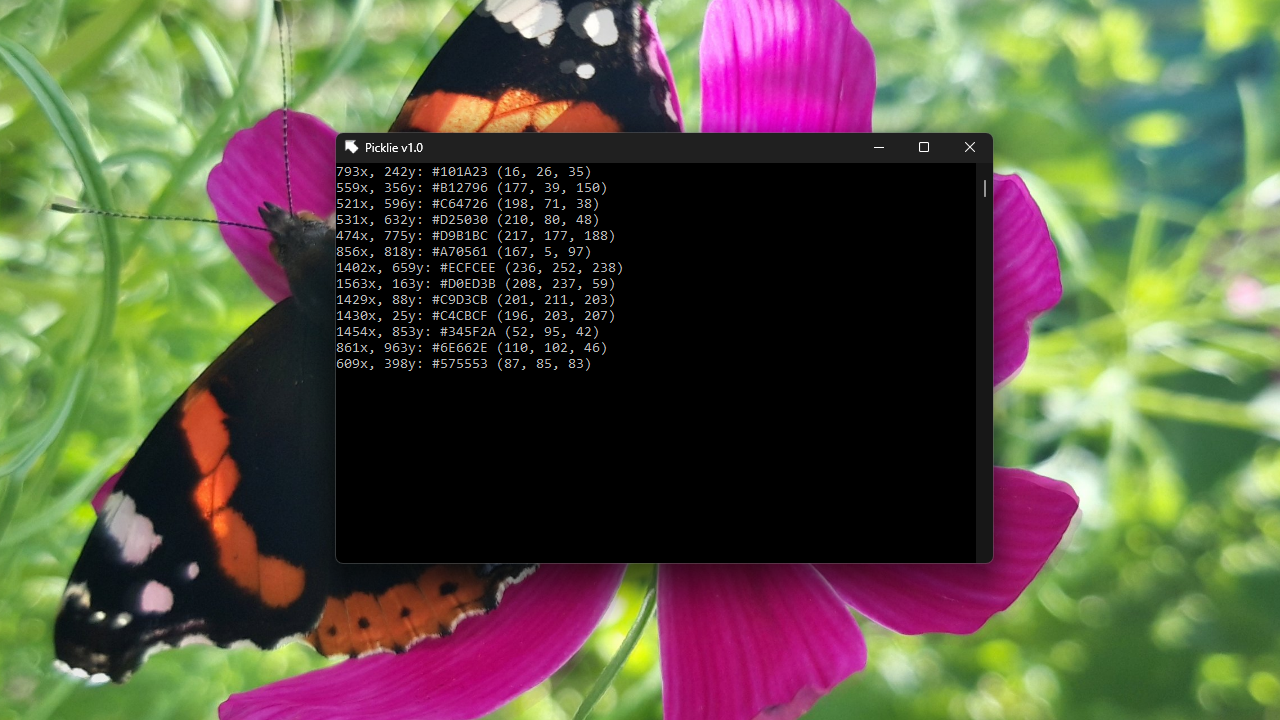 Picklie v1.0
793x, 242y: #101A23 (16, 26, 35)
559x, 356y: #B12796 (177, 39, 150)
521x, 596y: #C64726 (198, 71, 38)
531x, 632y: #D25030 (210, 80, 48)
474x, 775y: #D9B1BC (217, 177, 188)
856x, 818y: #A70561 (167, 5, 97)
1402x, 659y: #ECFCEE (236, 252, 238)
1563x, 163y: #D0ED3B (208, 237, 59)
1429x, 88y: #C9D3CB (201, 211, 203)
1430x, 25y: #C4CBCF (196, 203, 207)
1454x, 853y: #345F2A (52, 95, 42)
861x, 963y: #6E662E (110, 102, 46)
609x, 398y: #575553 (87, 85, 83)